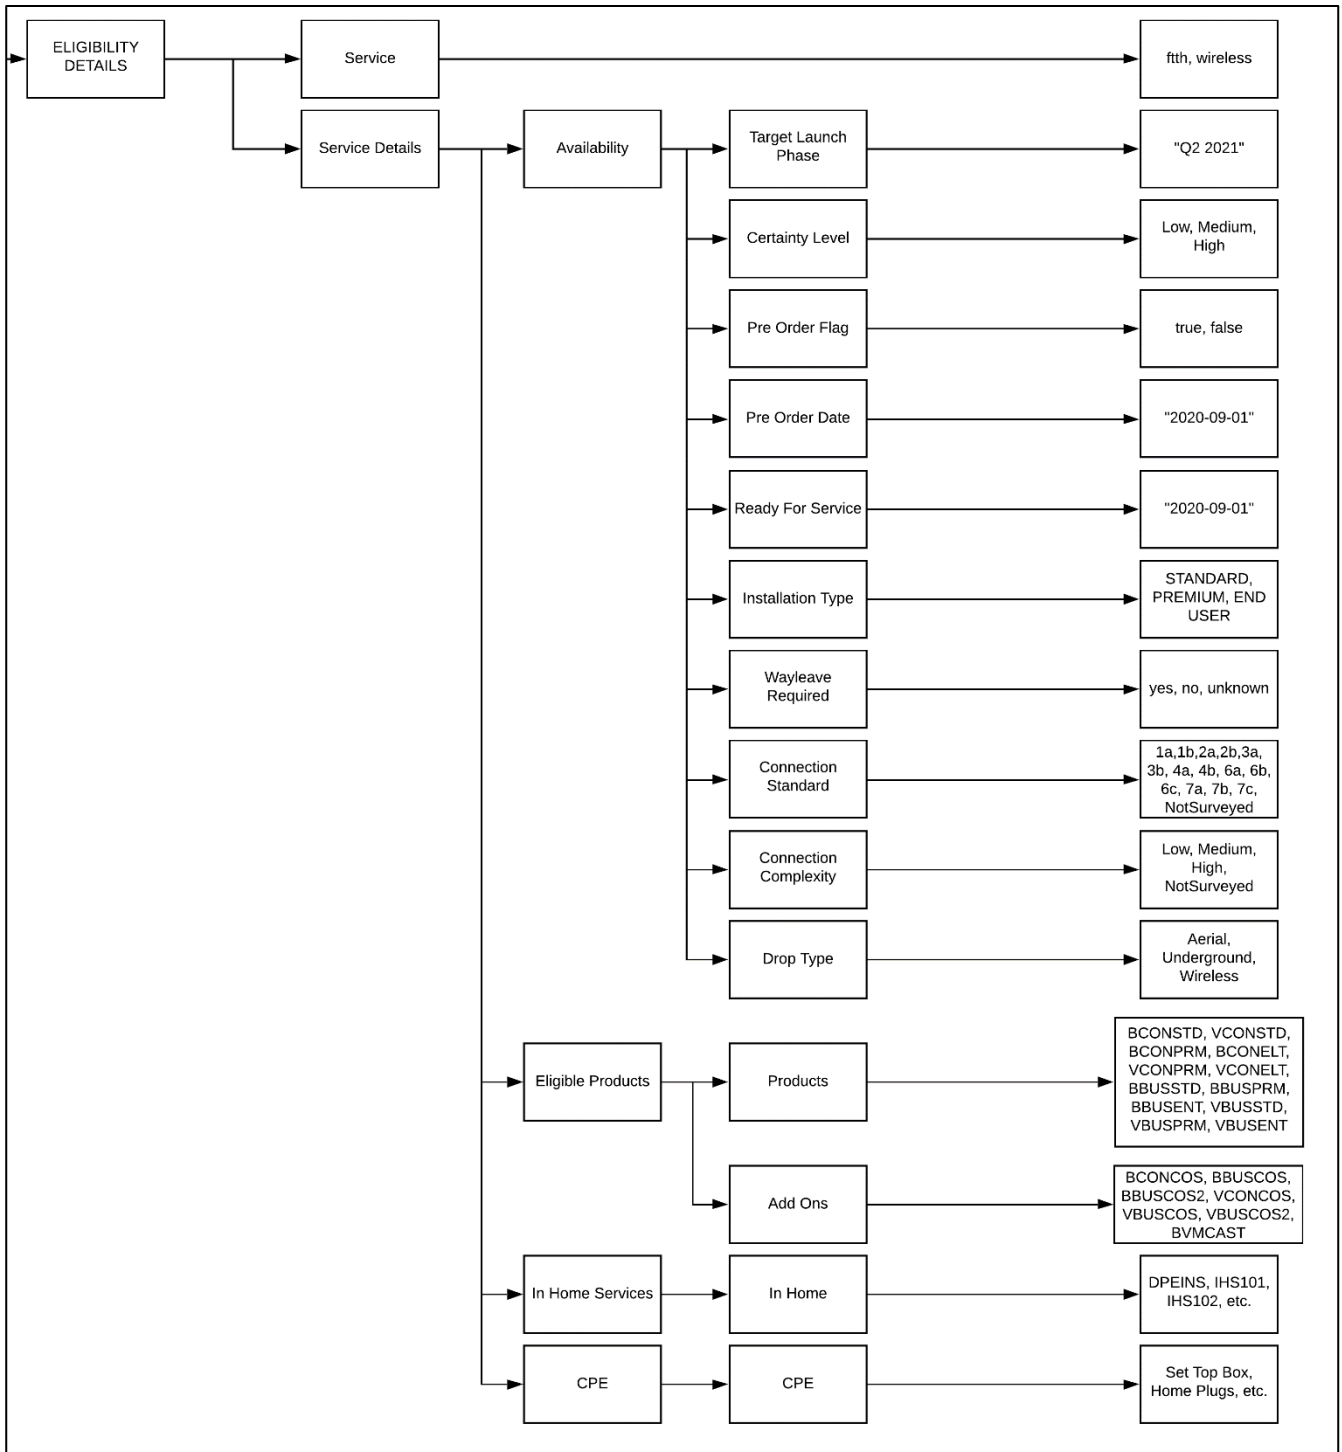 ELIGIBILITY
DETAILS
Service
ftth, wireless
Service Details
Availability
Target Launch
Phase
"Q2 2021"
Certainty Level
Low, Medium,
High
Pre Order Flag
true, false
Pre Order Date
"2020-09-01"
Ready For Service
"2020-09-01"
Installation Type
STANDARD,
PREMIUM, END
USER
Wayleave
Required
yes, no, unknown
Connection
Standard
1a,1b,2a,2b,3a,
3b, 4a, 4b, 6a, 6b,
6c, 7a, 7b, 7c,
NotSurveyed
Connection
Complexity
Low, Medium,
High,
NotSurveyed
Drop Type
Aerial,
Underground,
Wireless
Eligible Products
Products
BCONSTD, VCONSTD,
BCONPRM, BCONELT,
VCONPRM, VCONELT,
BBUSSTD, BBUSPRM,
BBUSENT, VBUSSTD,
VBUSPRM, VBUSENT
Add Ons
BCONCOS, BBUSCOS,
BBUSCOS2, VCONCOS,
VBUSCOS, VBUSCOS2,
BVMCAST
In Home Services
In Home
DPEINS, IHS101,
IHS102, etc.
CPE
CPE
Set Top Box,
Home Plugs, etc.